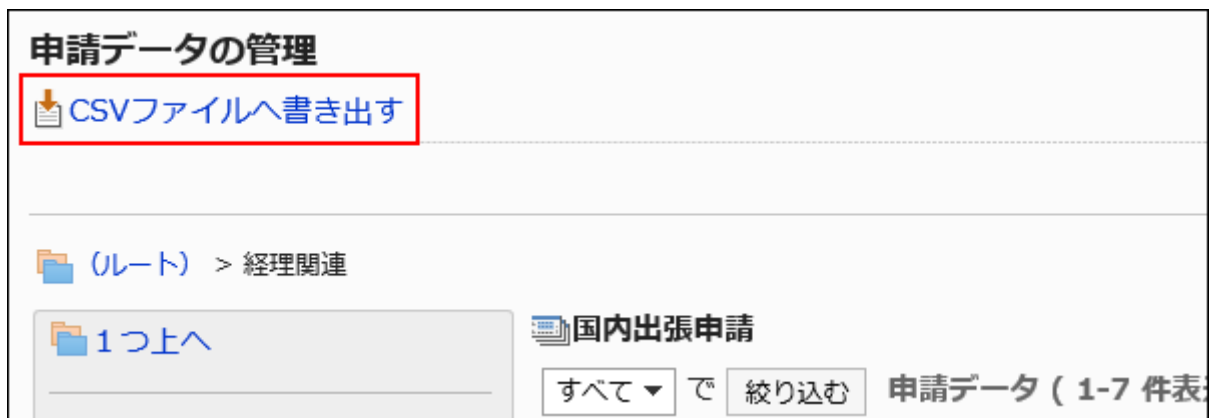 申請データの管理
CSVファイルへ書き出す
(ルート) > 経理関連
1つ上へ
国内出張申請
すべて で 絞り込む 申請データ ( 1-7 件表